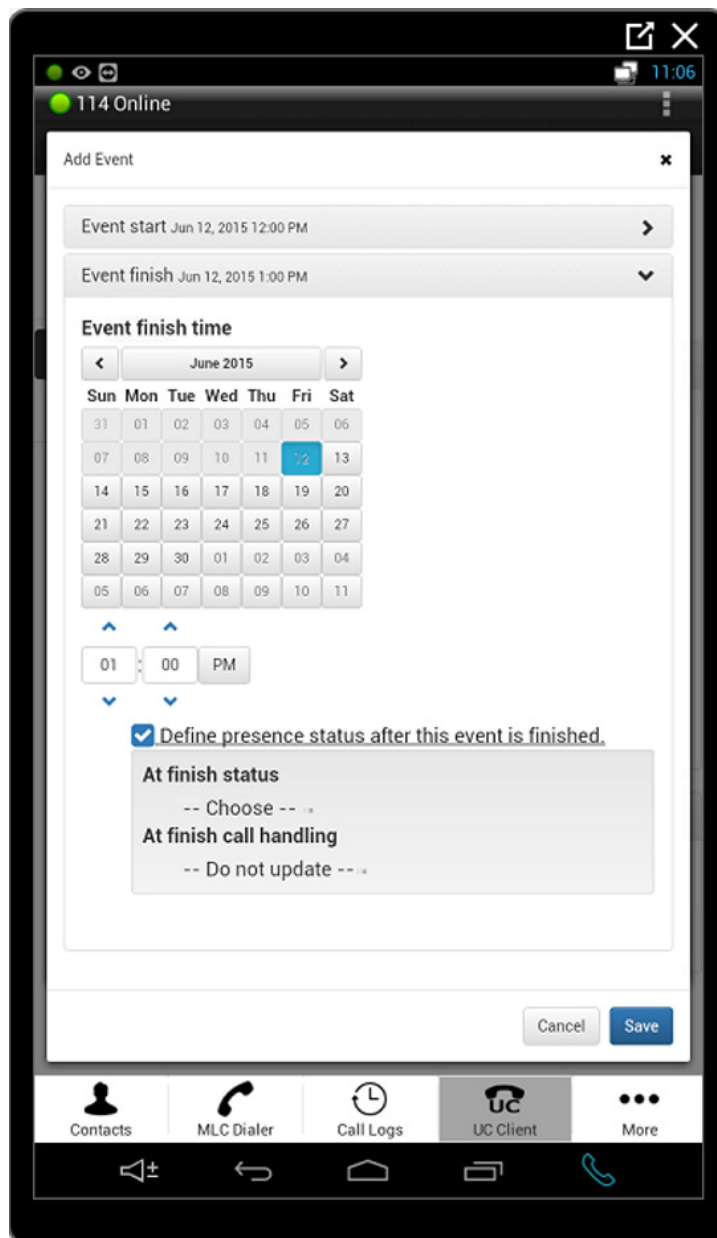 11:06
114 Online
Add Event
Event start Jun 12, 2015 12:00 PM
Event finish Jun 12, 2015 1:00 PM
Event finish time
June 2015
Sun Mon Tue Wed Thu Fri Sat
31 01 02 03 04 05 06
07 08 09 10 11 12 13
14 15 16 17 18 19 20
21 22 23 24 25 26 27
28 29 30 01 02 03 04
05 06 07 08 09 10 11
01 : 00 PM
Define presence status after this event is finished.
At finish status
-- Choose --
At finish call handling
-- Do not update --
Cancel Save
UC
Contacts MLC Dialer Call Logs UC Client More